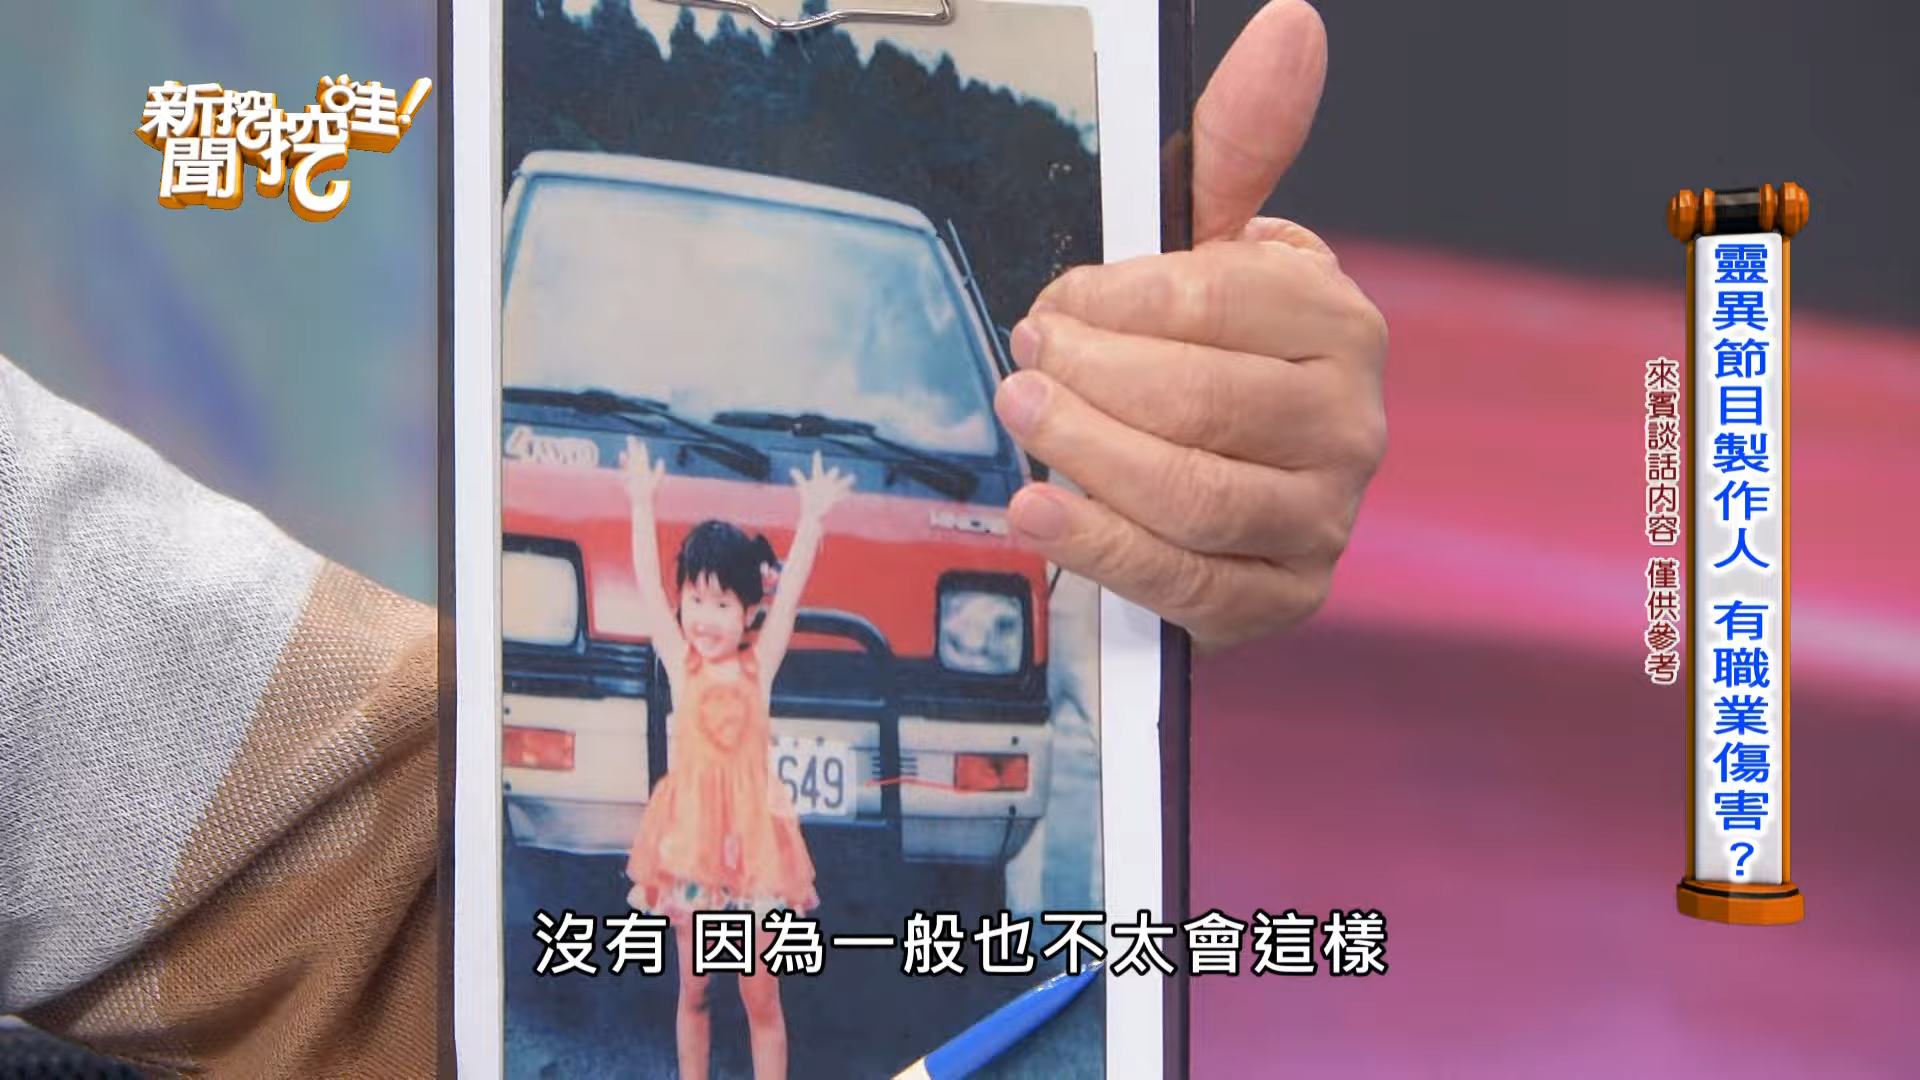 新聞挖挖哇!
靈異節目製作人 有職業傷害?
來賓談話內容 僅供參考
4WD
649
沒有 因為一般也不太會這樣